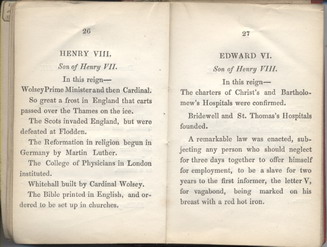 26
HENRY VIII.
Son of Henry VII.
In this reign—
Wolsey Prime Minister and then Cardinal.
So great a frost in England that carts
passed over the Thames on the ice.
The Scots invaded England, but were
defeated at Flodden.
The Reformation in religion begun in
Germany by Martin Luther.
The College of Physicians in London
instituted.
Whitehall built by Cardinal Wolsey.
The Bible printed in English, and or-
dered to be set up in churches.
27
EDWARD VI.
Son of Henry VIII.
In this reign—
The charters of Christ's and Bartholo-
mew's Hospitals were confirmed.
Bridewell and St. Thomas's Hospitals
founded.
A remarkable law was enacted, sub-
jecting any person who should neglect
for three days together to offer himself
for employment, to be a slave for two
years to the first informer, the letter V,
for vagabond, being marked on his
breast with a red hot iron.